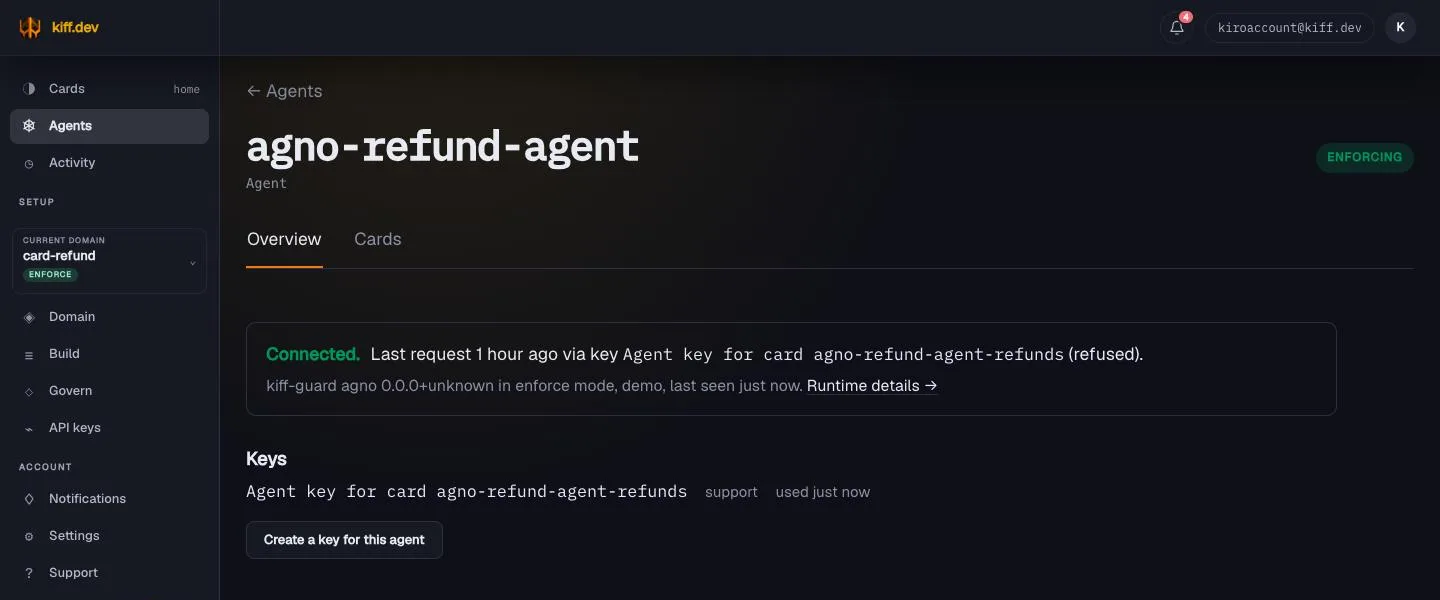 kiff.dev
4
kiroaccount@kiff.dev
K
Cards home
Agents
Activity
SETUP
CURRENT DOMAIN
card-refund
ENFORCE
Domain
Build
Govern
API keys
ACCOUNT
Notifications
Settings
? Support
← Agents
agno-refund-agent
Agent
ENFORCING
Overview Cards
Connected. Last request 1 hour ago via key Agent key for card agno-refund-agent-refunds (refused).
kiff-guard agno 0.0.0+unknown in enforce mode, demo, last seen just now. Runtime details →
Keys
Agent key for card agno-refund-agent-refunds support used just now
Create a key for this agent